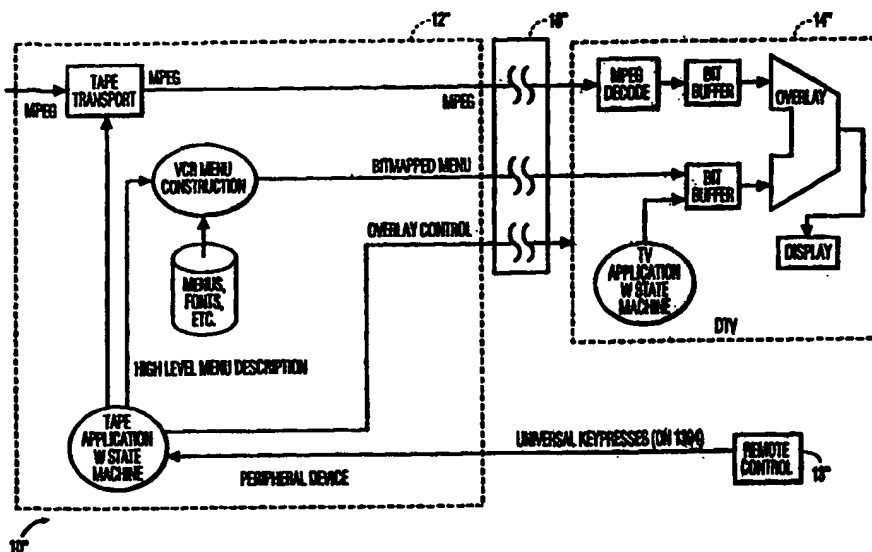 12"
16"
14"
TAPE
TRANSPORT
MPEG
MPEG
MPEG
MPEG
DECODE
BIT
BUFFER
OVERLAY
VCR MENU
CONSTRUCTION
BITMAPPED MENU
BIT
BUFFER
OVERLAY CONTROL
MENUS,
FONTS,
ETC.
TV
APPLICATION
W STATE
MACHINE
DISPLAY
DTV
HIGH LEVEL MENU DESCRIPTION
TAPE
APPLICATION
W STATE
MACHINE
UNIVERSAL KEYPRESSES (ON 1394)
REMOTE
CONTROL
PERIPHERAL DEVICE
10"